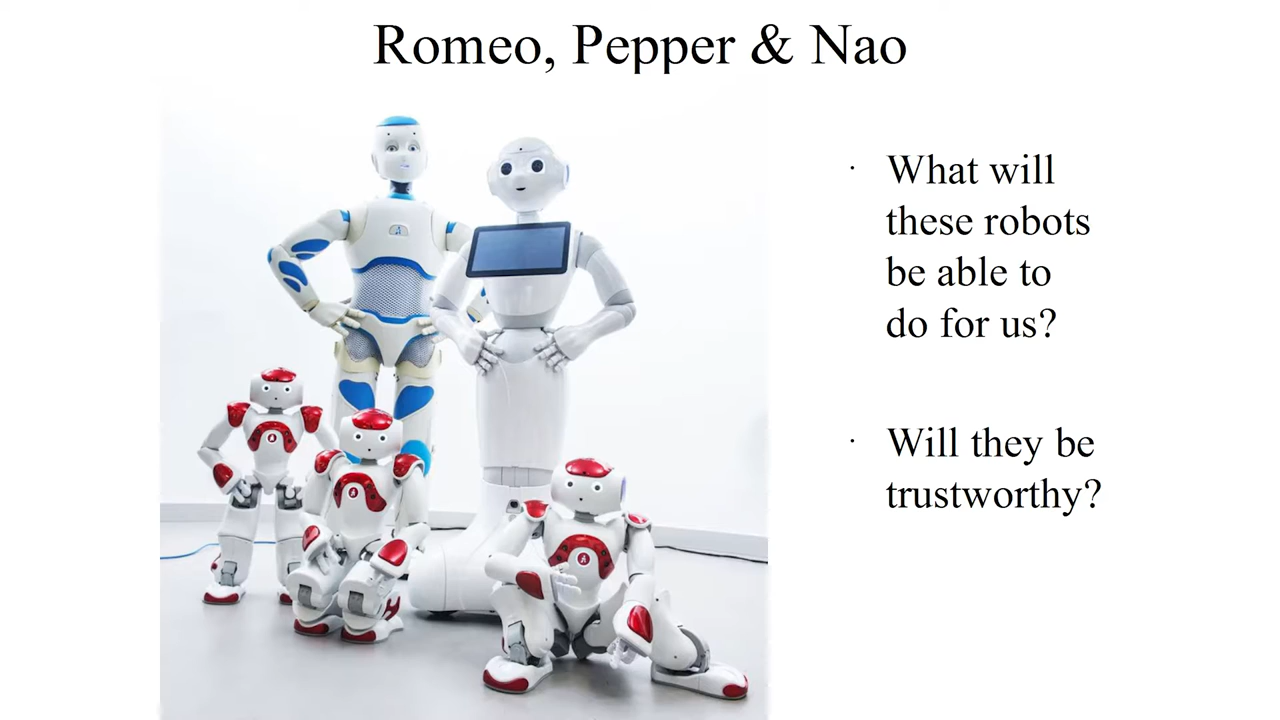 Romeo, Pepper & Nao
· What will
these robots
be able to
do for us?
· Will they be
trustworthy?